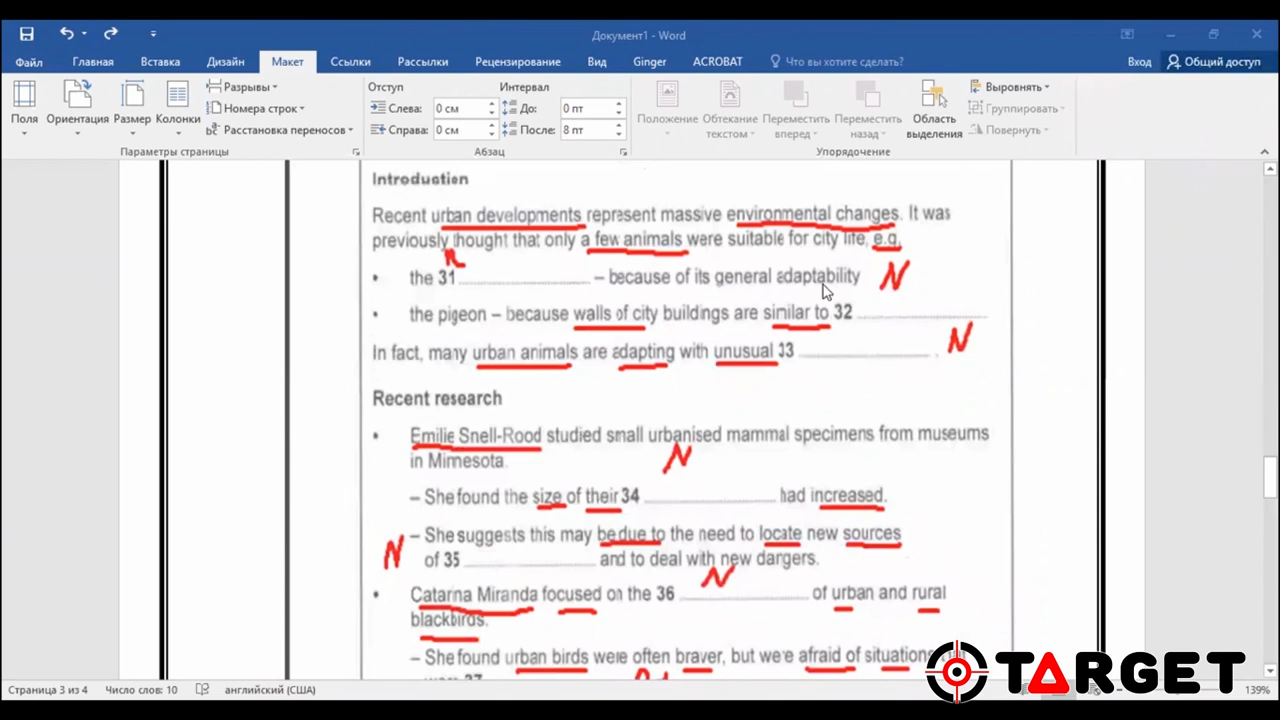 Документ1 - Word
Файл Главная Вставка Дизайн Макет Ссылки Рассылки Рецензирование Вид Ginger ACROBAT Что вы хотите сделать? Вход Общий доступ
Поля Ориентация Размер Колонки
Разрывы
Номера строк
Расстановка переносов
Параметры страницы
Отступ Интервал
Слева: 0 см До: 0 пт
Справа: 0 см После: 8 пт
Абзац
Положение Обтекание текстом Переместить вперед Переместить назад Область выделения
Выровнять
Группировать
Повернуть
Упорядочение
Introduction
Recent urban developments represent massive environmental changes. It was
previously thought that only a few animals were suitable for city life, e.g.
n
• the 31 – because of its general adaptability N
• the pigeon – because walls of city buildings are similar to 32
N
In fact, many urban animals are adapting with unusual 33 .
Recent research
• Emilie Snell-Rood studied small urbanised mammal specimens from museums
in Mimesota. N
– She found the size of their 34 had increased.
– She suggests this may be due to the need to locate new sources
N of 35 and to deal with new dargers.
N
• Catarina Miranda focused on the 36 of urban and rural
blackbirds.
– She found urban birds were often braver, but were afraid of situations
TARGET
Страница 3 из 4 Число слов: 10 английский (США) 139%